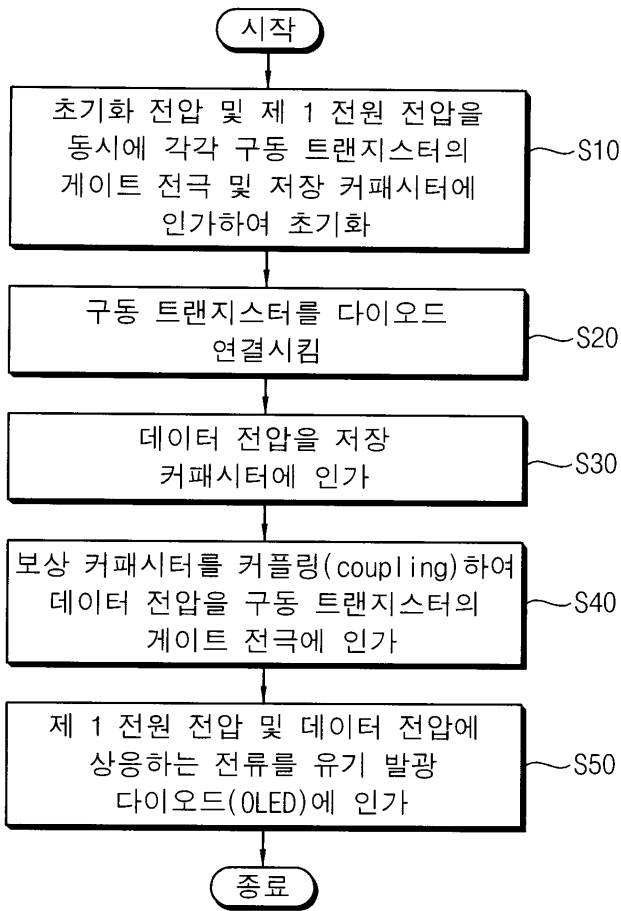 시작
초기화 전압 및 제 1 전원 전압을
동시에 각각 구동 트랜지스터의
게이트 전극 및 저장 커패시터에
인가하여 초기화
S10
구동 트랜지스터를 다이오드
연결시킴
S20
데이터 전압을 저장
커패시터에 인가
S30
보상 커패시터를 커플링(coupling)하여
데이터 전압을 구동 트랜지스터의
게이트 전극에 인가
S40
제 1 전원 전압 및 데이터 전압에
상응하는 전류를 유기 발광
다이오드(OLED)에 인가
S50
종료